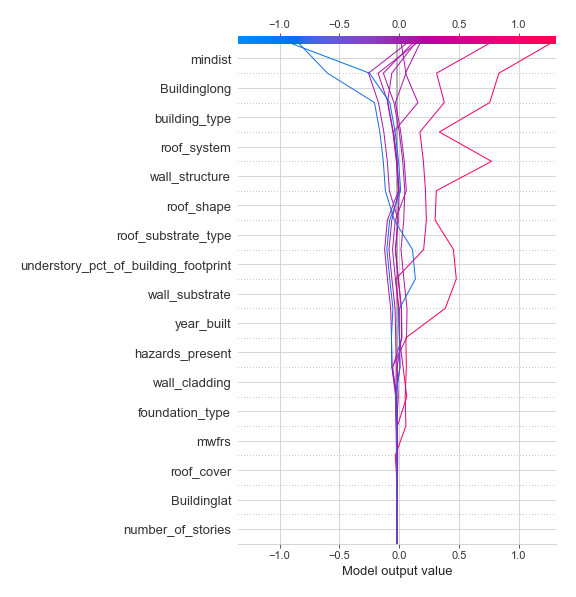 −1.0 −0.5 0.0 0.5 1.0
mindist
Buildinglong
building_type
roof_system
wall_structure
roof_shape
roof_substrate_type
understory_pct_of_building_footprint
wall_substrate
year_built
hazards_present
wall_cladding
foundation_type
mwfrs
roof_cover
Buildinglat
number_of_stories
−1.0 −0.5 0.0 0.5 1.0
Model output value